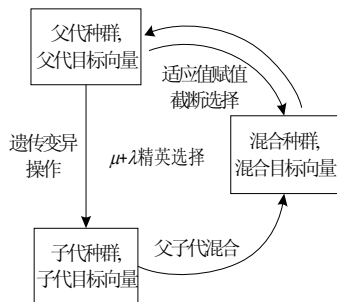 父代种群,
父代目标向量
适应值赋值
截断选择
遗传变异
操作
μ+λ精英选择
混合种群,
混合目标向量
子代种群,
子代目标向量
父子代混合